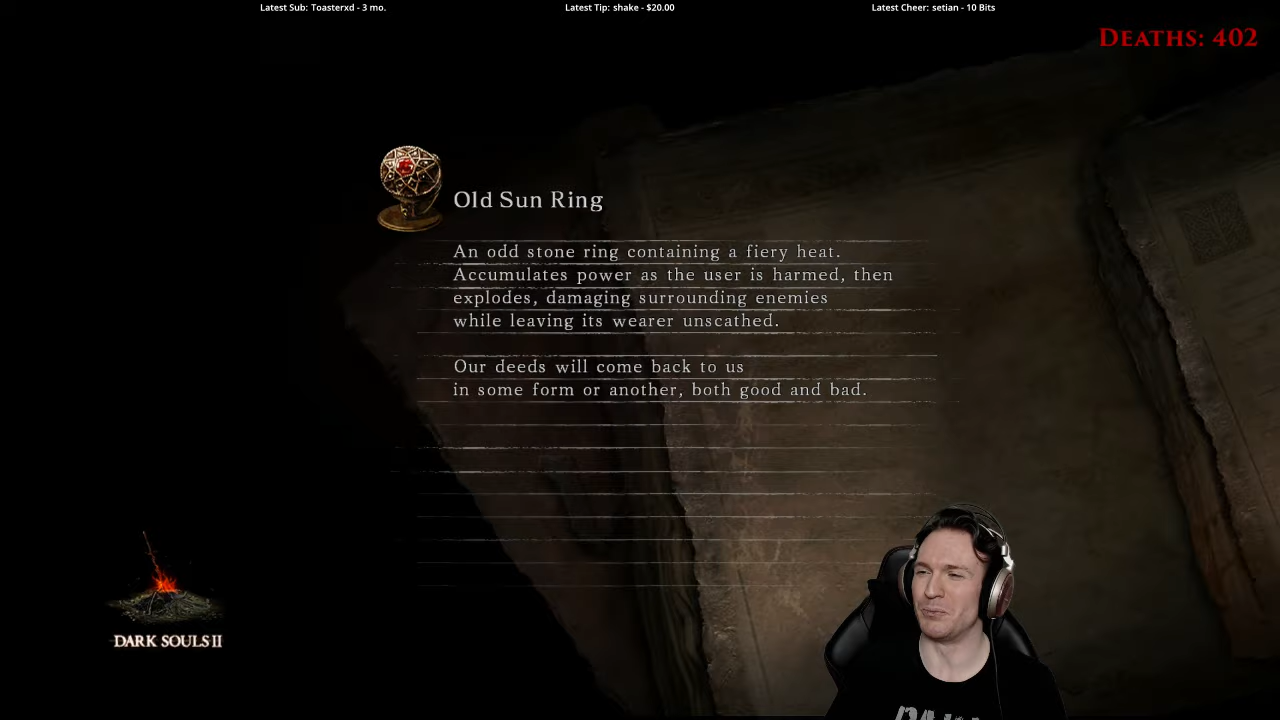 Latest Sub: Toasterxd - 3 mo.
Latest Tip: shake - $20.00
Latest Cheer: setian - 10 Bits
DEATHS: 402
Old Sun Ring
An odd stone ring containing a fiery heat.
Accumulates power as the user is harmed, then
explodes, damaging surrounding enemies
while leaving its wearer unscathed.
Our deeds will come back to us
in some form or another, both good and bad.
DARK SOULS II